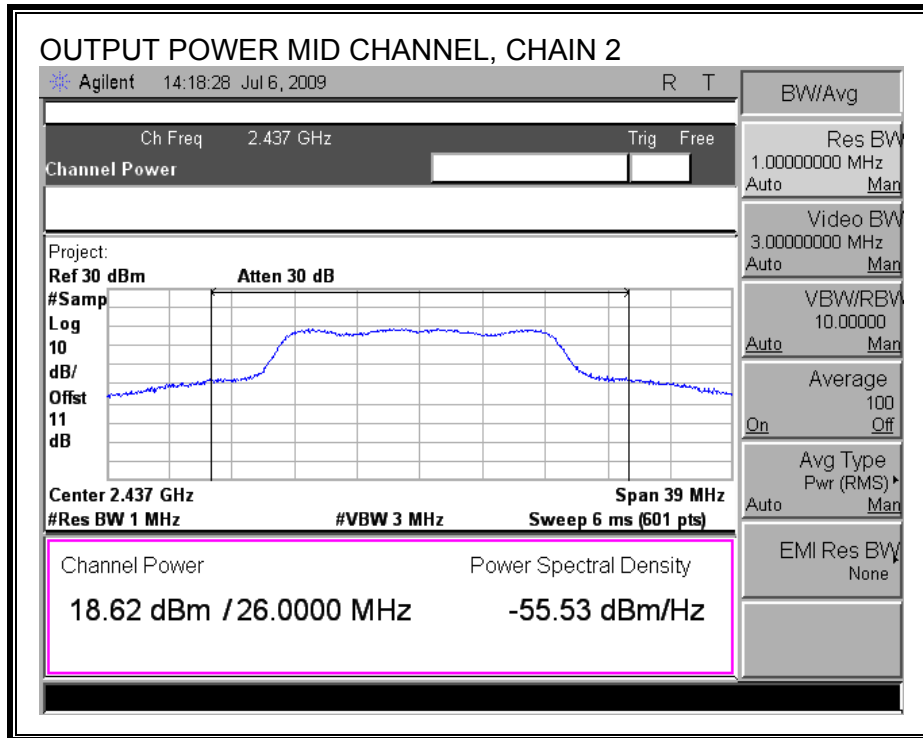 OUTPUT POWER MID CHANNEL, CHAIN 2
Agilent 14:18:28 Jul 6, 2009 R T
Ch Freq 2.437 GHz Trig Free
Channel Power
Project:
Ref 30 dBm Atten 30 dB
#Samp
Log
10
dB/
Offst
11
dB
Center 2.437 GHz Span 39 MHz
#Res BW 1 MHz #VBW 3 MHz Sweep 6 ms (601 pts)
Channel Power Power Spectral Density
18.62 dBm / 26.0000 MHz -55.53 dBm/Hz
BW/Avg
Res BW
1.00000000 MHz
Auto Man
Video BW
3.00000000 MHz
Auto Man
VBW/RBW
10.00000
Auto Man
Average
100
On Off
Avg Type
Pwr (RMS)
Auto Man
EMI Res BW
None